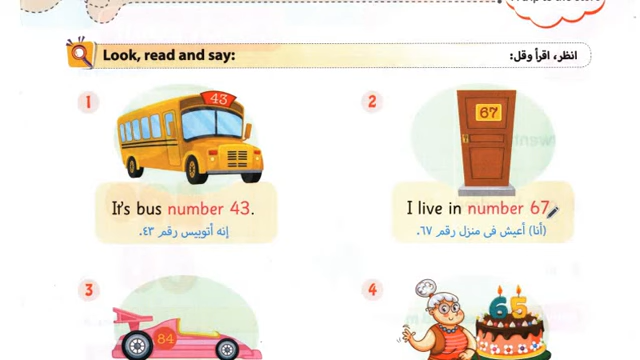 Look, read and say:
انظر، اقرأ وقل:
1
43
It's bus number 43.
إنه أتوبيس رقم ٤٣.
2
67
I live in number 67.
(أنا) أعيش فى منزل رقم ٦٧.
3
84
4
65